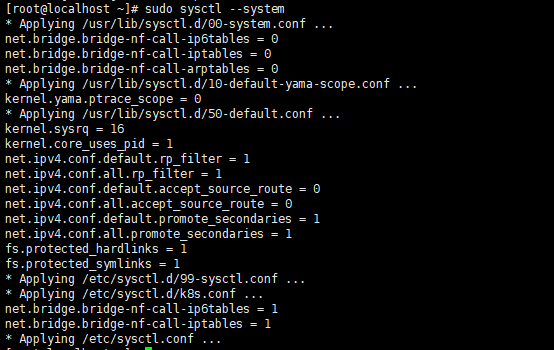 [root@localhost ~]# sudo sysctl --system
* Applying /usr/lib/sysctl.d/00-system.conf ...
net.bridge.bridge-nf-call-ip6tables = 0
net.bridge.bridge-nf-call-iptables = 0
net.bridge.bridge-nf-call-arptables = 0
* Applying /usr/lib/sysctl.d/10-default-yama-scope.conf ...
kernel.yama.ptrace_scope = 0
* Applying /usr/lib/sysctl.d/50-default.conf ...
kernel.sysrq = 16
kernel.core_uses_pid = 1
net.ipv4.conf.default.rp_filter = 1
net.ipv4.conf.all.rp_filter = 1
net.ipv4.conf.default.accept_source_route = 0
net.ipv4.conf.all.accept_source_route = 0
net.ipv4.conf.default.promote_secondaries = 1
net.ipv4.conf.all.promote_secondaries = 1
fs.protected_hardlinks = 1
fs.protected_symlinks = 1
* Applying /etc/sysctl.d/99-sysctl.conf ...
* Applying /etc/sysctl.d/k8s.conf ...
net.bridge.bridge-nf-call-ip6tables = 1
net.bridge.bridge-nf-call-iptables = 1
* Applying /etc/sysctl.conf ...